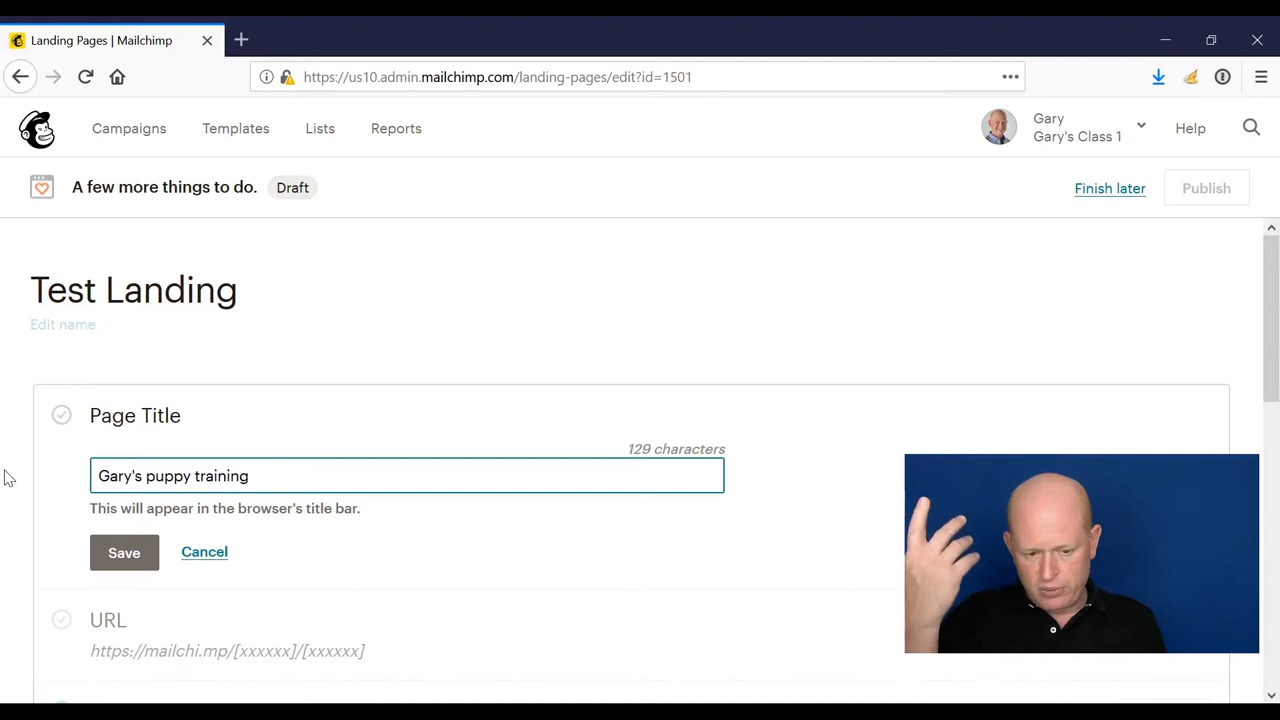 Landing Pages | Mailchimp
https://us10.admin.mailchimp.com/landing-pages/edit?id=1501
Campaigns Templates Lists Reports
Gary
Gary's Class 1
Help
A few more things to do. Draft
Finish later Publish
Test Landing
Edit name
Page Title
129 characters
Gary's puppy training
This will appear in the browser's title bar.
Save Cancel
URL
https://mailchi.mp/[xxxxxx]/[xxxxxx]